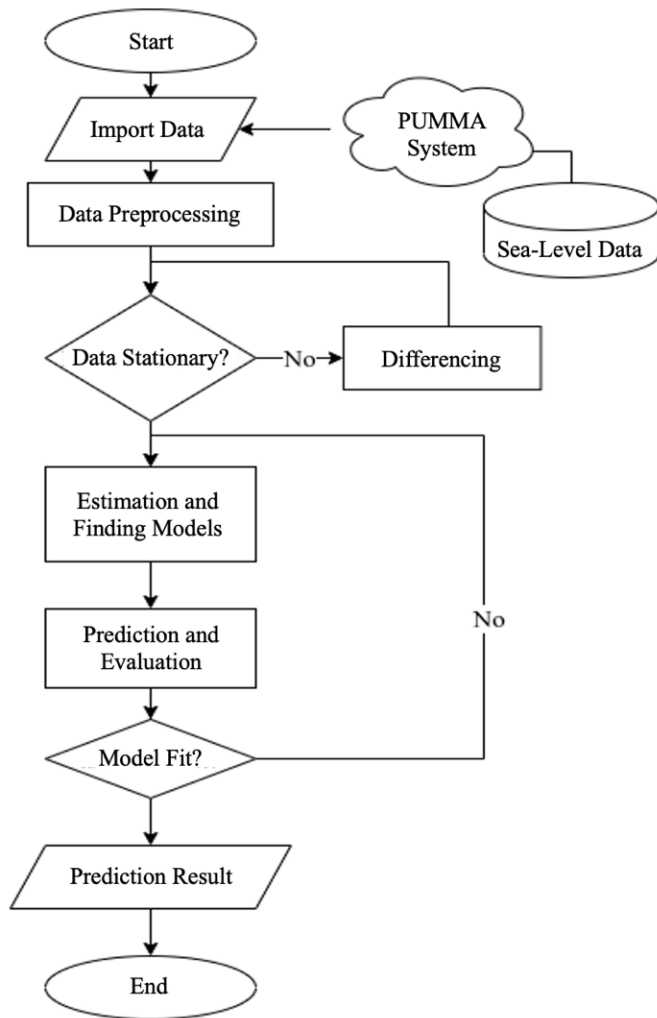 Start
Import Data
PUMMA
System
Data Preprocessing
Sea-Level Data
Data Stationary?
No
Differencing
Estimation and
Finding Models
Prediction and
Evaluation
No
Model Fit?
Prediction Result
End